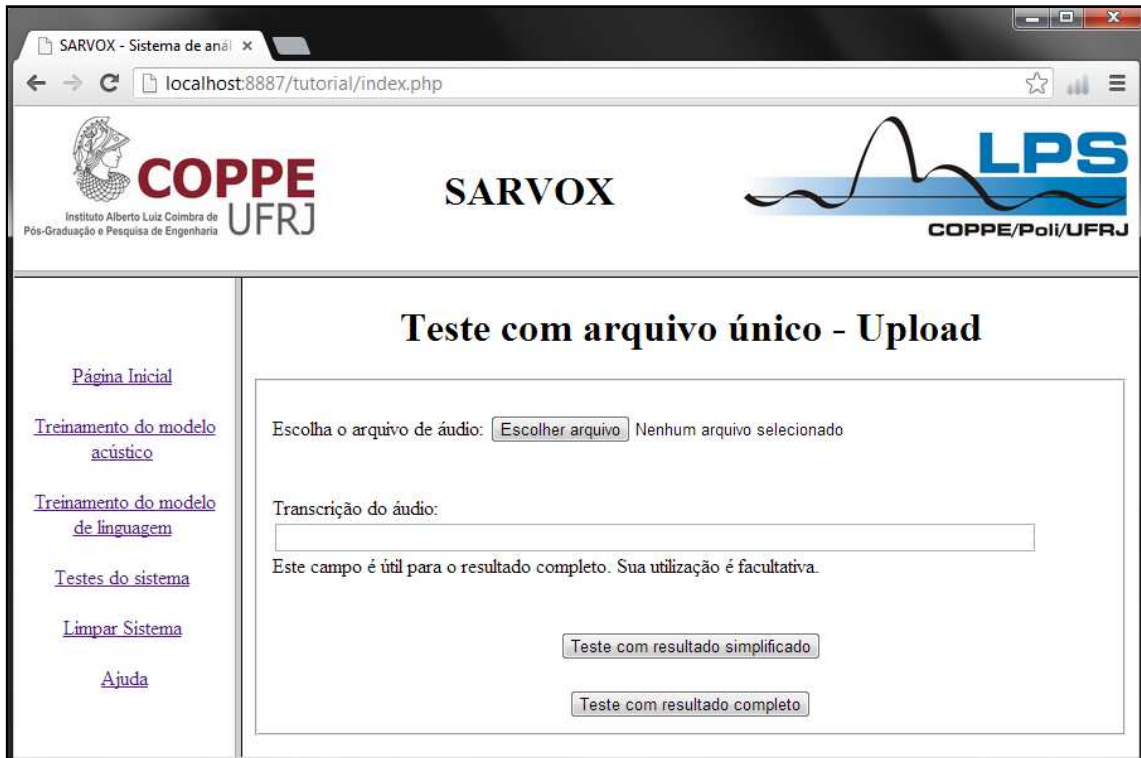 SARVOX - Sistema de anál
localhost:8887/tutorial/index.php
COPPE
UFRJ
Instituto Alberto Luiz Coimbra de
Pós-Graduação e Pesquisa de Engenharia
SARVOX
LPS
COPPE/Poli/UFRJ
Página Inicial
Treinamento do modelo
acústico
Treinamento do modelo
de linguagem
Testes do sistema
Limpar Sistema
Ajuda
Teste com arquivo único - Upload
Escolha o arquivo de áudio: Escolher arquivo Nenhum arquivo selecionado
Transcrição do áudio:
Este campo é útil para o resultado completo. Sua utilização é facultativa.
Teste com resultado simplificado
Teste com resultado completo